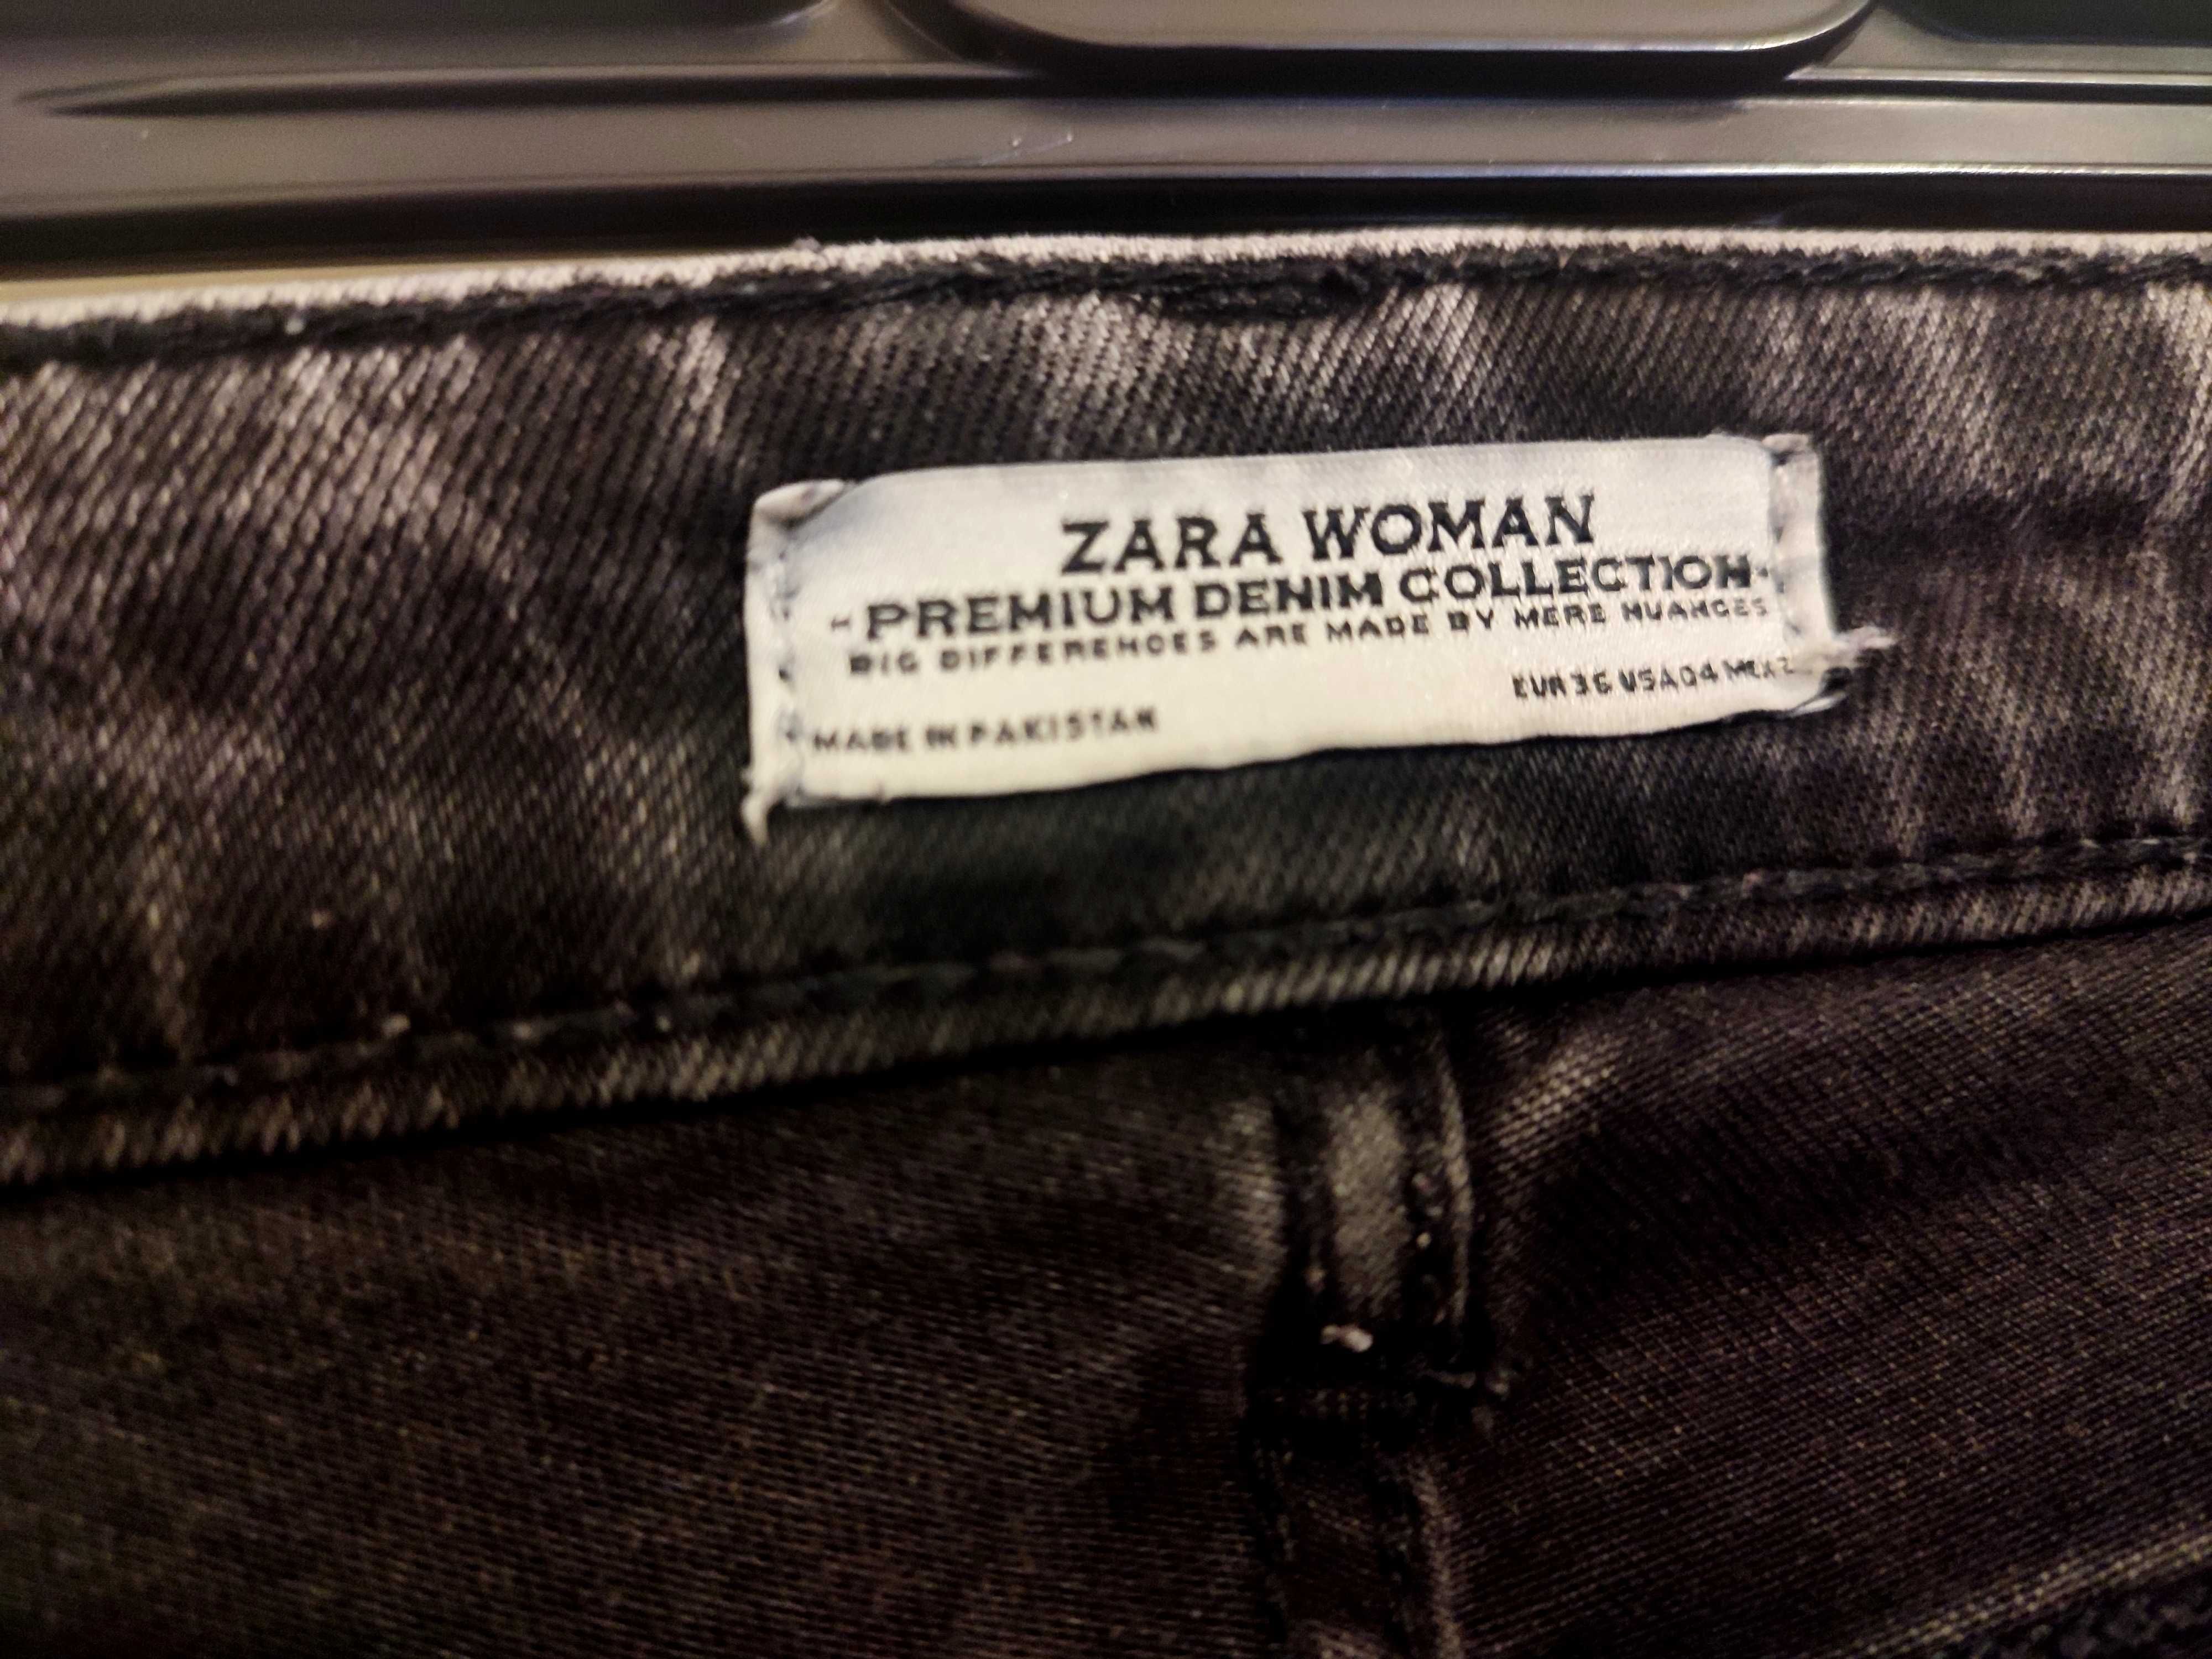 ZARA WOMAN
-PREMIUM DENIM COLLECTION-
BIG DIFFERENCES ARE MADE BY MERE NUANCES
EUR 36 USA 04 MEX
MADE IN PAKISTAN